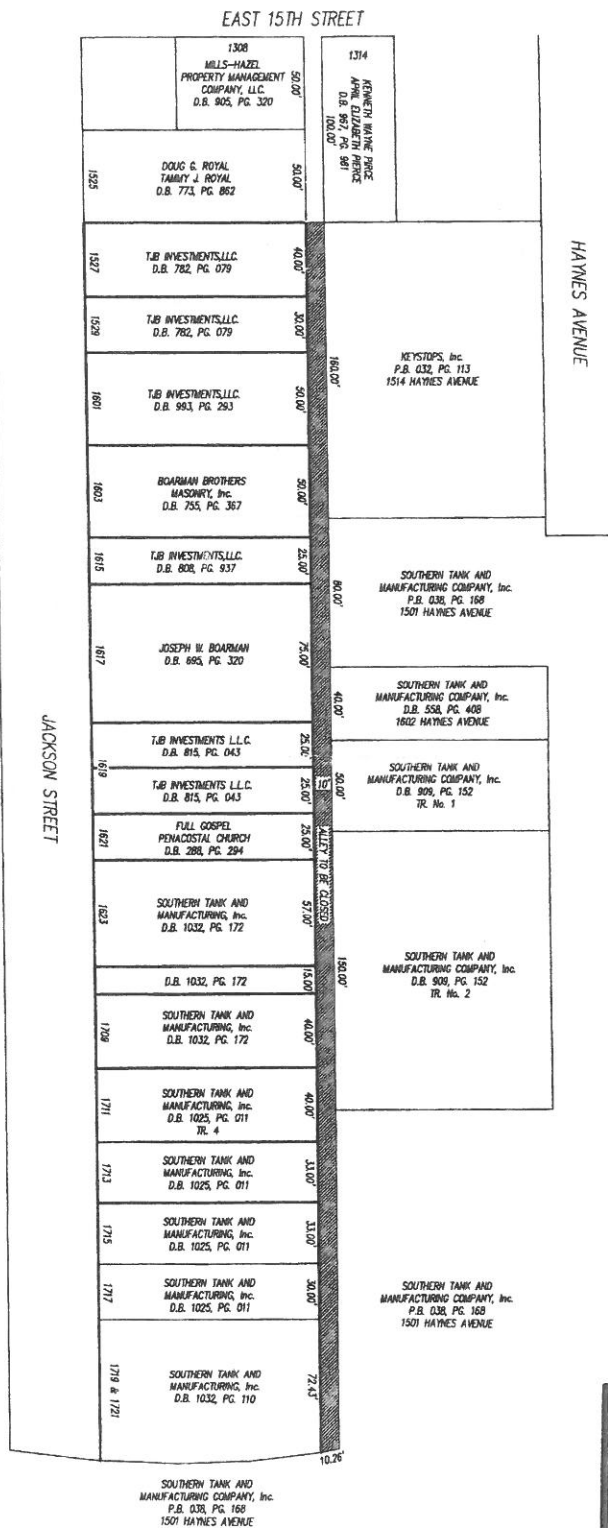 EAST 15TH STREET
1308
MILLS-HAZEL
PROPERTY MANAGEMENT
COMPANY, LLC.
D.B. 905, PG. 320
50.00'
1314
KENNETH WAYNE PIRCE
APRIL ELIZABETH PIERCE
D.B. 967, PG. 981
100.00'
HAYNES AVENUE
1525
DOUG G. ROYAL
TAMMY J. ROYAL
D.B. 773, PG. 862
50.00'
1527
TJB INVESTMENTS,LLC.
D.B. 782, PG. 079
40.00'
1529
TJB INVESTMENTS,LLC.
D.B. 782, PG. 079
30.00'
160.00'
KEYSTOPS, Inc.
P.B. 032, PG. 113
1514 HAYNES AVENUE
1601
TJB INVESTMENTS,LLC.
D.B. 993, PG. 293
50.00'
1603
BOARMAN BROTHERS
MASONRY, Inc.
D.B. 755, PG. 367
50.00'
1615
TJB INVESTMENTS,LLC.
D.B. 808, PG. 937
25.00'
80.00'
SOUTHERN TANK AND
MANUFACTURING COMPANY, Inc.
P.B. 038, PG. 168
1501 HAYNES AVENUE
1617
JOSEPH W. BOARMAN
D.B. 695, PG. 320
75.00'
40.00'
SOUTHERN TANK AND
MANUFACTURING COMPANY, Inc.
D.B. 558, PG. 408
1602 HAYNES AVENUE
JACKSON STREET
1619
TJB INVESTMENTS L.L.C.
D.B. 815, PG. 043
25.00'
TJB INVESTMENTS L.L.C.
D.B. 815, PG. 043
25.00'
10'
50.00'
SOUTHERN TANK AND
MANUFACTURING COMPANY, Inc.
D.B. 909, PG. 152
TR. No. 1
1621
FULL GOSPEL
PENACOSTAL CHURCH
D.B. 288, PG. 294
25.00'
ALLEY TO BE CLOSED
1623
SOUTHERN TANK AND
MANUFACTURING, Inc.
D.B. 1032, PG. 172
57.00'
150.00'
SOUTHERN TANK AND
MANUFACTURING COMPANY, Inc.
D.B. 909, PG. 152
TR. No. 2
D.B. 1032, PG. 172
15.00'
1709
SOUTHERN TANK AND
MANUFACTURING, Inc.
D.B. 1032, PG. 172
40.00'
1711
SOUTHERN TANK AND
MANUFACTURING, Inc.
D.B. 1025, PG. 011
TR. 4
40.00'
1713
SOUTHERN TANK AND
MANUFACTURING, Inc.
D.B. 1025, PG. 011
33.00'
1715
SOUTHERN TANK AND
MANUFACTURING, Inc.
D.B. 1025, PG. 011
33.00'
1717
SOUTHERN TANK AND
MANUFACTURING, Inc.
D.B. 1025, PG. 011
30.00'
SOUTHERN TANK AND
MANUFACTURING COMPANY, Inc.
P.B. 038, PG. 168
1501 HAYNES AVENUE
1719 & 1721
SOUTHERN TANK AND
MANUFACTURING, Inc.
D.B. 1032, PG. 110
72.43'
10.26'
SOUTHERN TANK AND
MANUFACTURING COMPANY, Inc.
P.B. 038, PG. 168
1501 HAYNES AVENUE